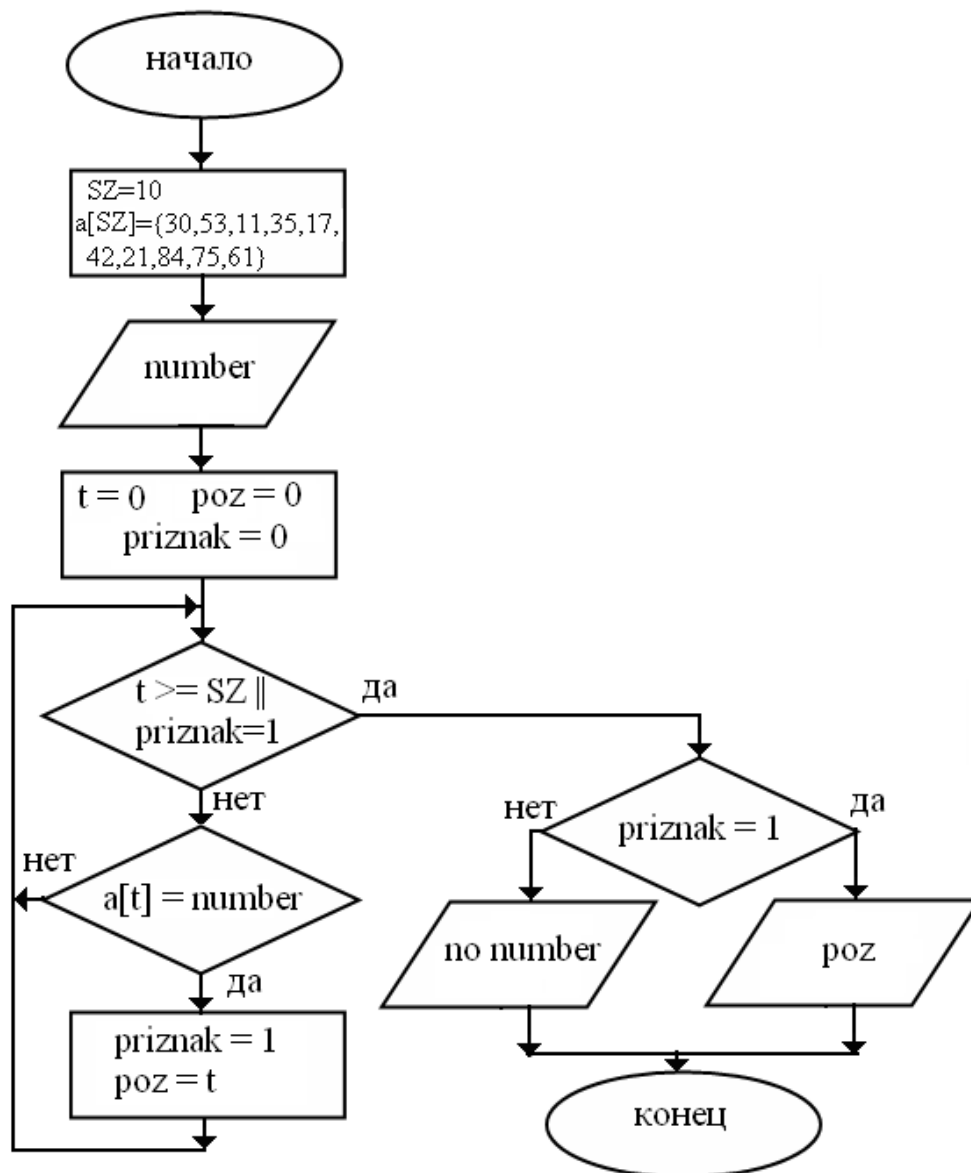 начало
SZ=10
a[SZ]={30,53,11,35,17,
42,21,84,75,61}
number
t = 0 poz = 0
priznak = 0
t >= SZ ||
priznak=1
да
нет
a[t] = number
нет
да
priznak = 1
poz = t
priznak = 1
нет
да
no number
poz
конец